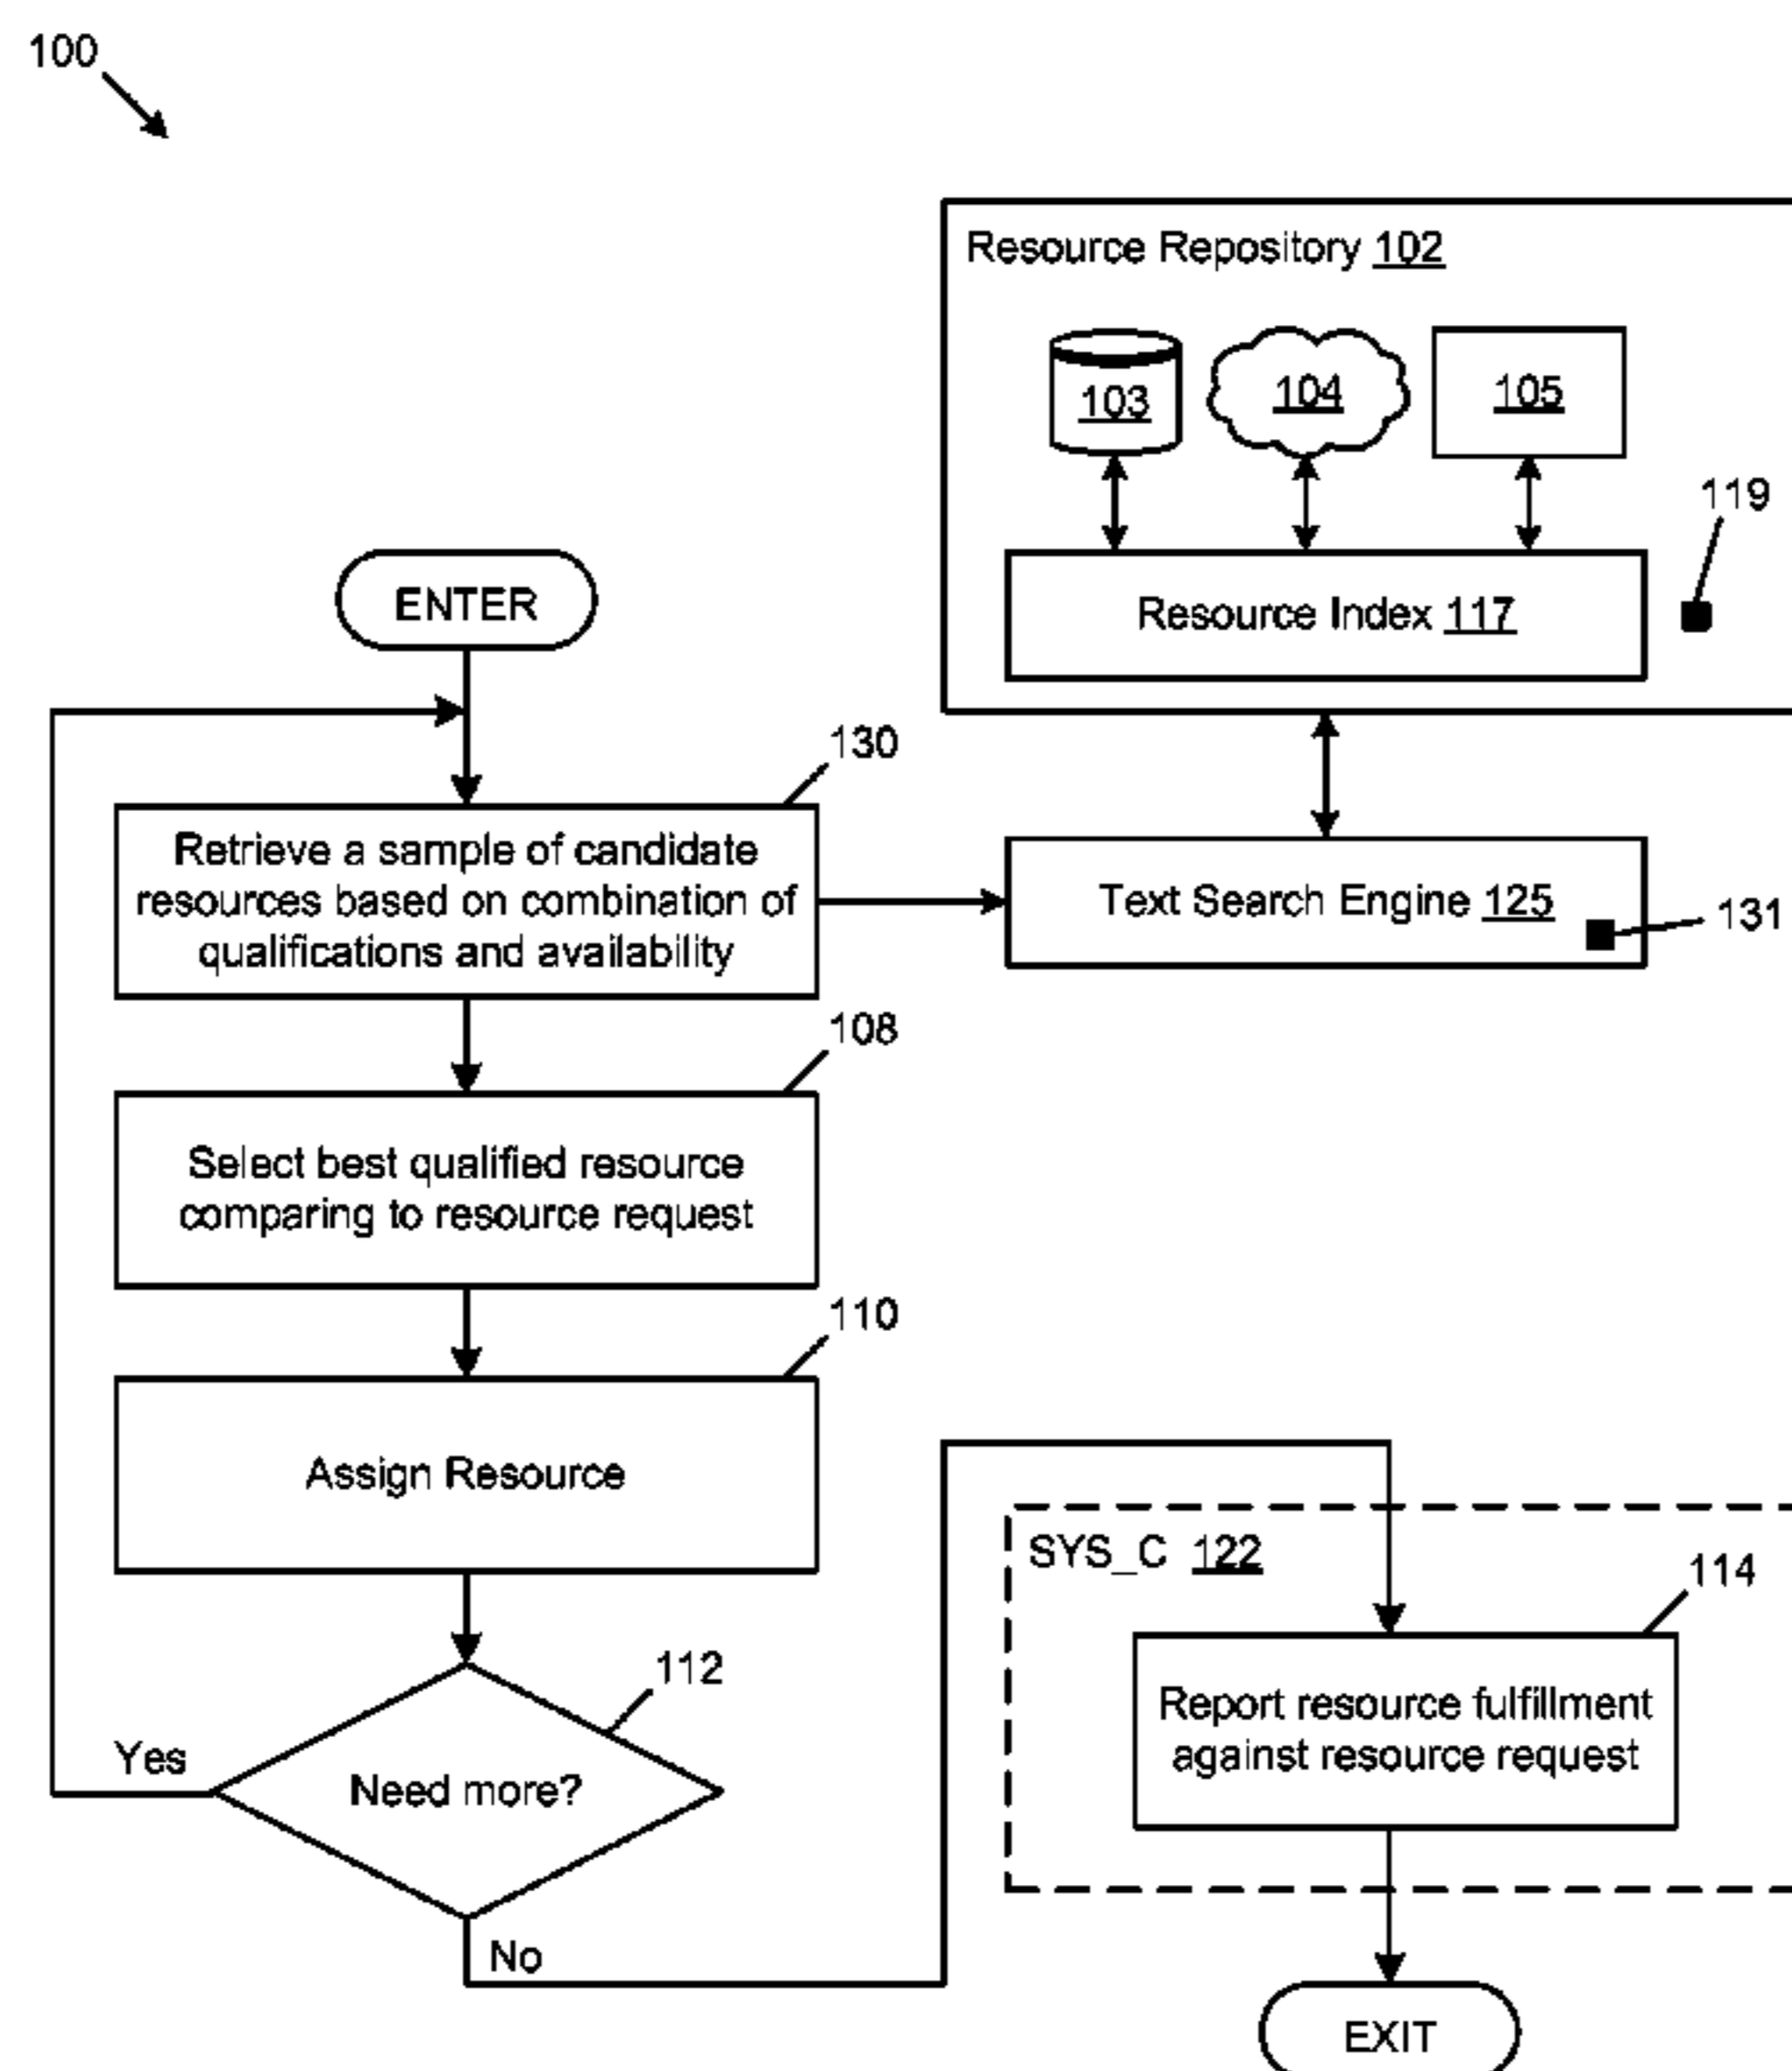 100
Resource Repository 102
103
104
105
119
Resource Index 117
ENTER
130
Retrieve a sample of candidate
resources based on combination of
qualifications and availability
Text Search Engine 125
131
108
Select best qualified resource
comparing to resource request
110
Assign Resource
SYS_C 122
114
Report resource fulfillment
against resource request
112
Need more?
Yes
No
EXIT